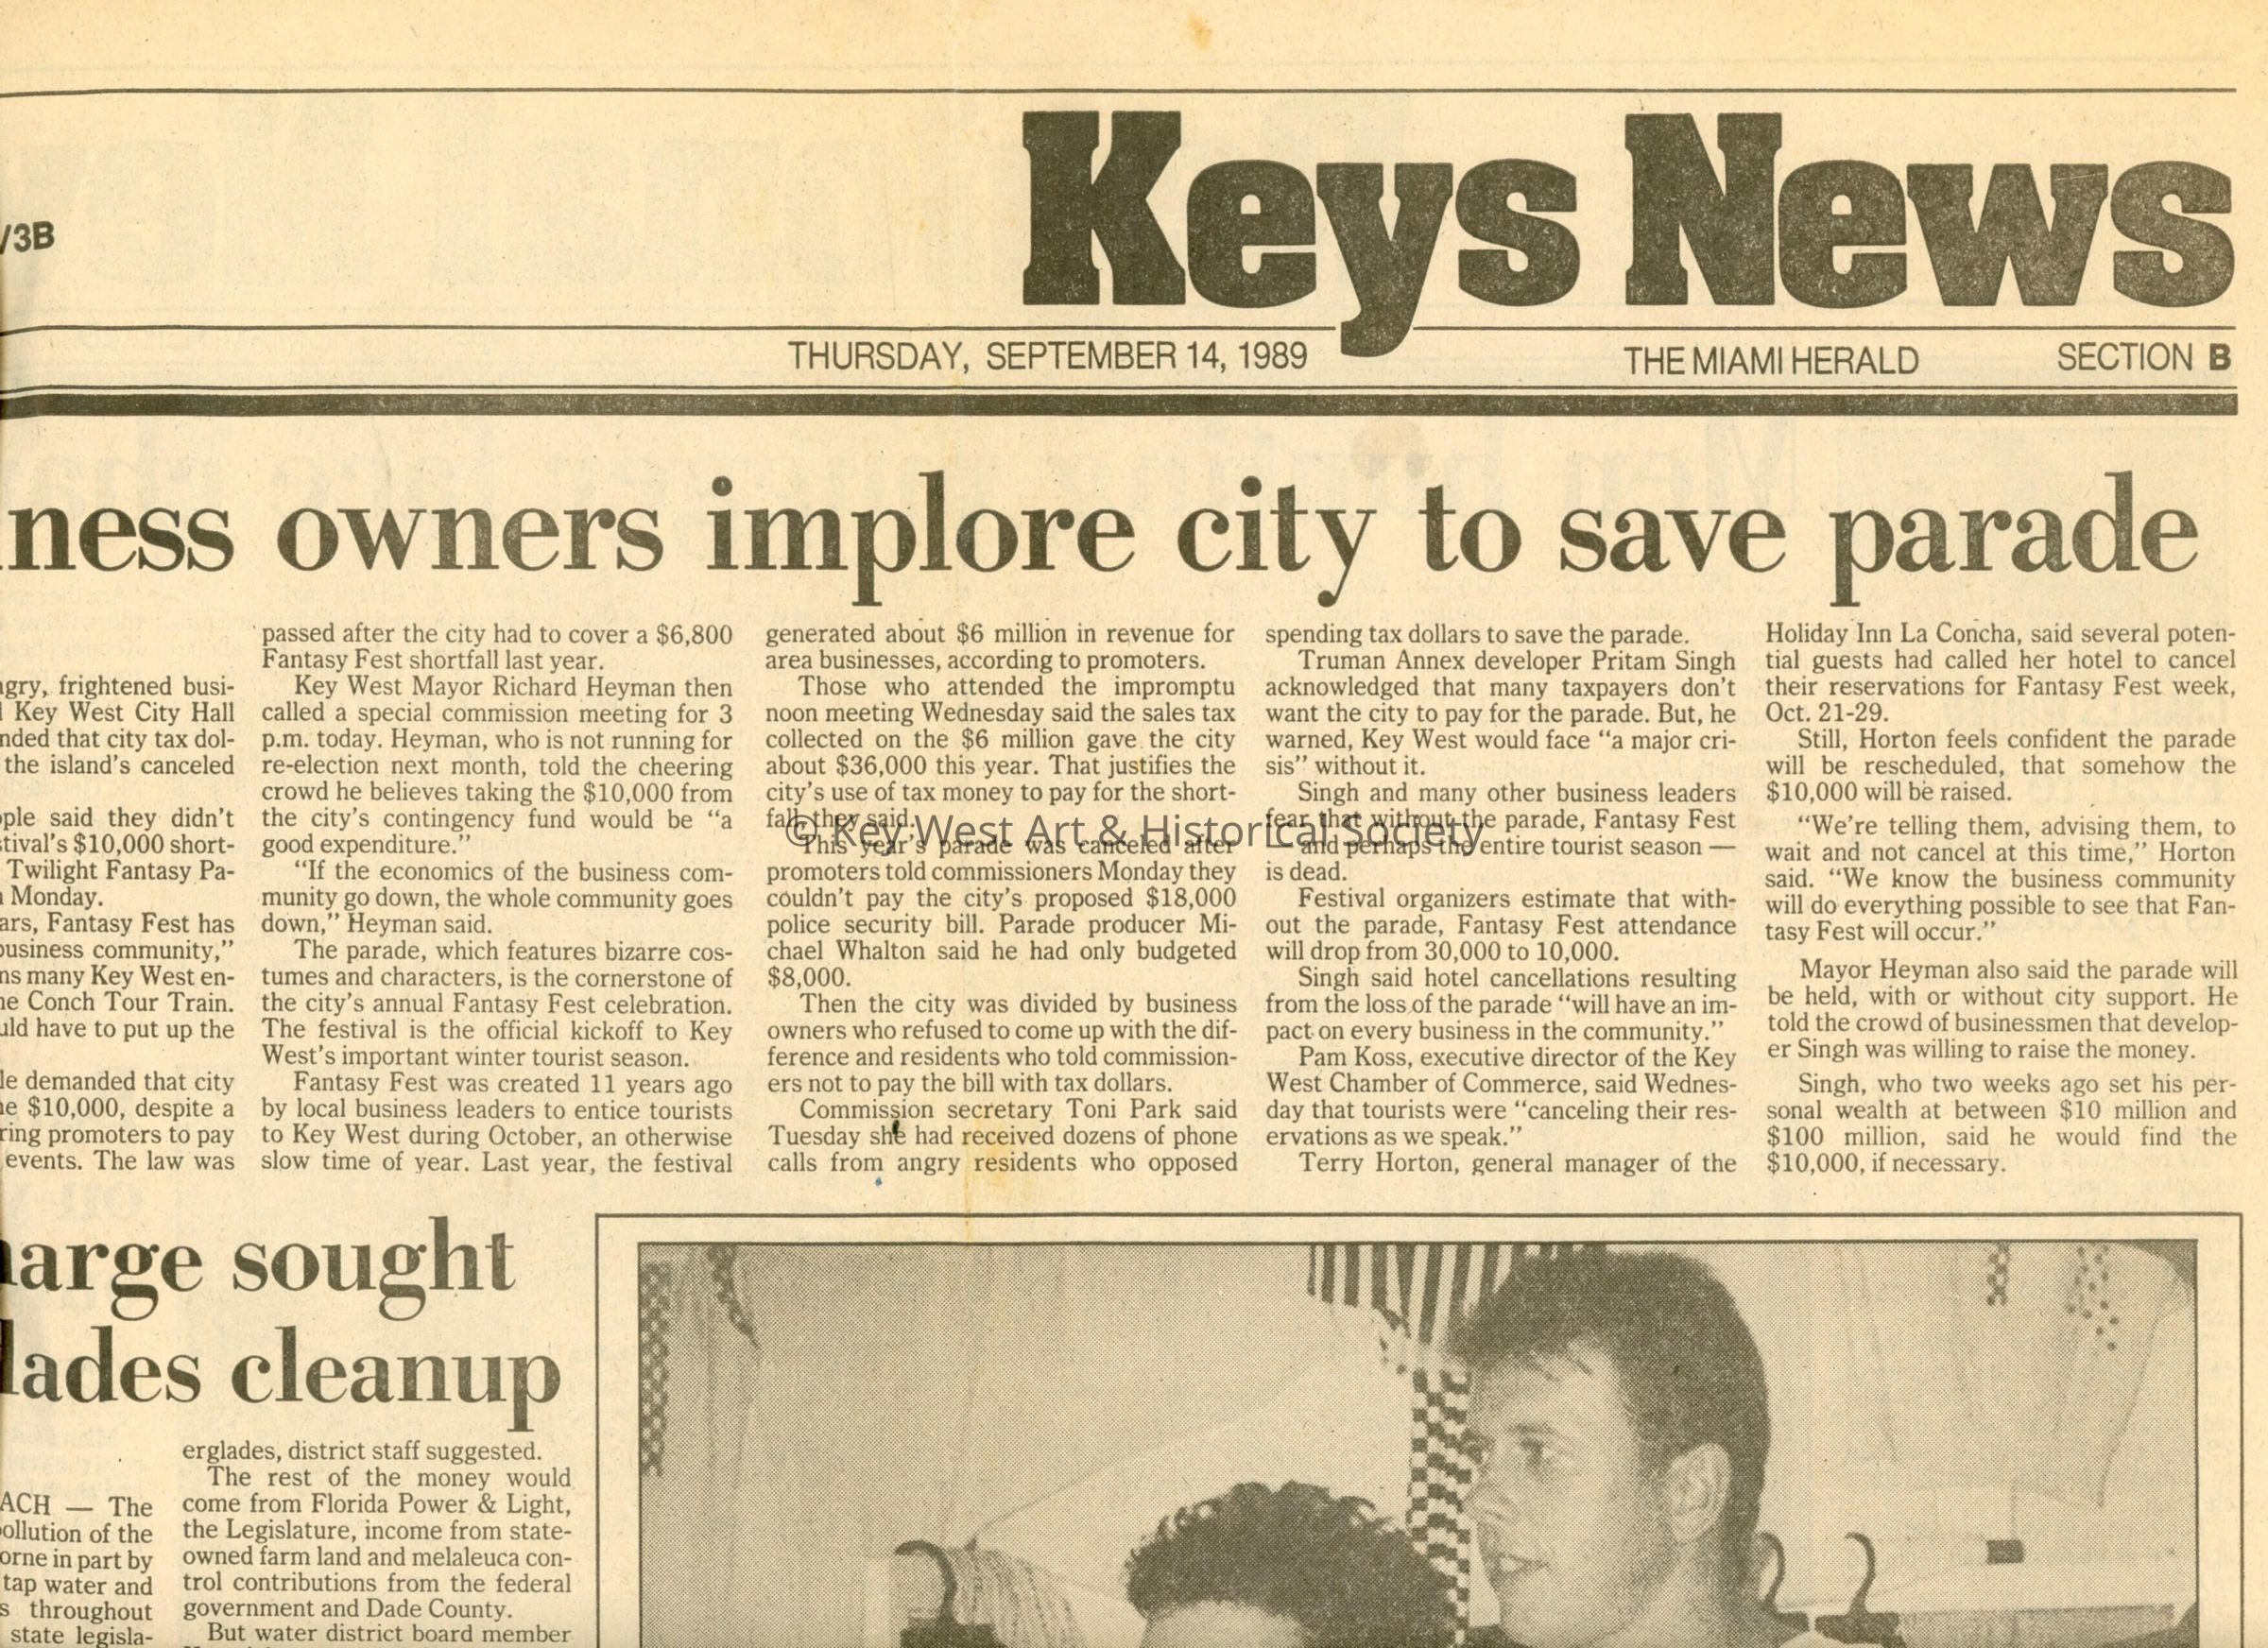 Keys News
/3B
THURSDAY, SEPTEMBER 14, 1989
THE MIAMI HERALD
SECTION B
ness owners implore city to save parade
gry, frightened busi-
Key West City Hall
nded that city tax dol-
the island's canceled
ple said they didn't
tival's $10,000 short-
Twilight Fantasy Pa-
Monday.
ars, Fantasy Fest has
business community,”
ns many Key West en-
e Conch Tour Train.
uld have to put up the
le demanded that city
e $10,000, despite a
ring promoters to pay
events. The law was
passed after the city had to cover a $6,800
Fantasy Fest shortfall last year.
Key West Mayor Richard Heyman then
called a special commission meeting for 3
p.m. today. Heyman, who is not running for
re-election next month, told the cheering
crowd he believes taking the $10,000 from
the city's contingency fund would be “a
good expenditure.”
“If the economics of the business com-
munity go down, the whole community goes
down,” Heyman said.
The parade, which features bizarre cos-
tumes and characters, is the cornerstone of
the city's annual Fantasy Fest celebration.
The festival is the official kickoff to Key
West's important winter tourist season.
Fantasy Fest was created 11 years ago
by local business leaders to entice tourists
to Key West during October, an otherwise
slow time of year. Last year, the festival
generated about $6 million in revenue for
area businesses, according to promoters.
Those who attended the impromptu
noon meeting Wednesday said the sales tax
collected on the $6 million gave the city
about $36,000 this year. That justifies the
city's use of tax money to pay for the short-
fall, they said.
This year's parade was canceled after
promoters told commissioners Monday they
couldn't pay the city's proposed $18,000
police security bill. Parade producer Mi-
chael Whalton said he had only budgeted
$8,000.
Then the city was divided by business
owners who refused to come up with the dif-
ference and residents who told commission-
ers not to pay the bill with tax dollars.
Commission secretary Toni Park said
Tuesday she had received dozens of phone
calls from angry residents who opposed
spending tax dollars to save the parade.
Truman Annex developer Pritam Singh
acknowledged that many taxpayers don't
want the city to pay for the parade. But, he
warned, Key West would face “a major cri-
sis” without it.
Singh and many other business leaders
fear that without the parade, Fantasy Fest
— and perhaps the entire tourist season —
is dead.
Festival organizers estimate that with-
out the parade, Fantasy Fest attendance
will drop from 30,000 to 10,000.
Singh said hotel cancellations resulting
from the loss of the parade “will have an im-
pact on every business in the community.”
Pam Koss, executive director of the Key
West Chamber of Commerce, said Wednes-
day that tourists were “canceling their res-
ervations as we speak.”
Terry Horton, general manager of the
Holiday Inn La Concha, said several poten-
tial guests had called her hotel to cancel
their reservations for Fantasy Fest week,
Oct. 21-29.
Still, Horton feels confident the parade
will be rescheduled, that somehow the
$10,000 will be raised.
“We're telling them, advising them, to
wait and not cancel at this time,” Horton
said. “We know the business community
will do everything possible to see that Fan-
tasy Fest will occur.”
Mayor Heyman also said the parade will
be held, with or without city support. He
told the crowd of businessmen that develop-
er Singh was willing to raise the money.
Singh, who two weeks ago set his per-
sonal wealth at between $10 million and
$100 million, said he would find the
$10,000, if necessary.
© Key West Art & Historical Society
arge sought
lades cleanup
ACH — The
ollution of the
orne in part by
tap water and
s throughout
state legisla-
erglades, district staff suggested.
The rest of the money would
come from Florida Power & Light,
the Legislature, income from state-
owned farm land and melaleuca con-
trol contributions from the federal
government and Dade County.
But water district board member